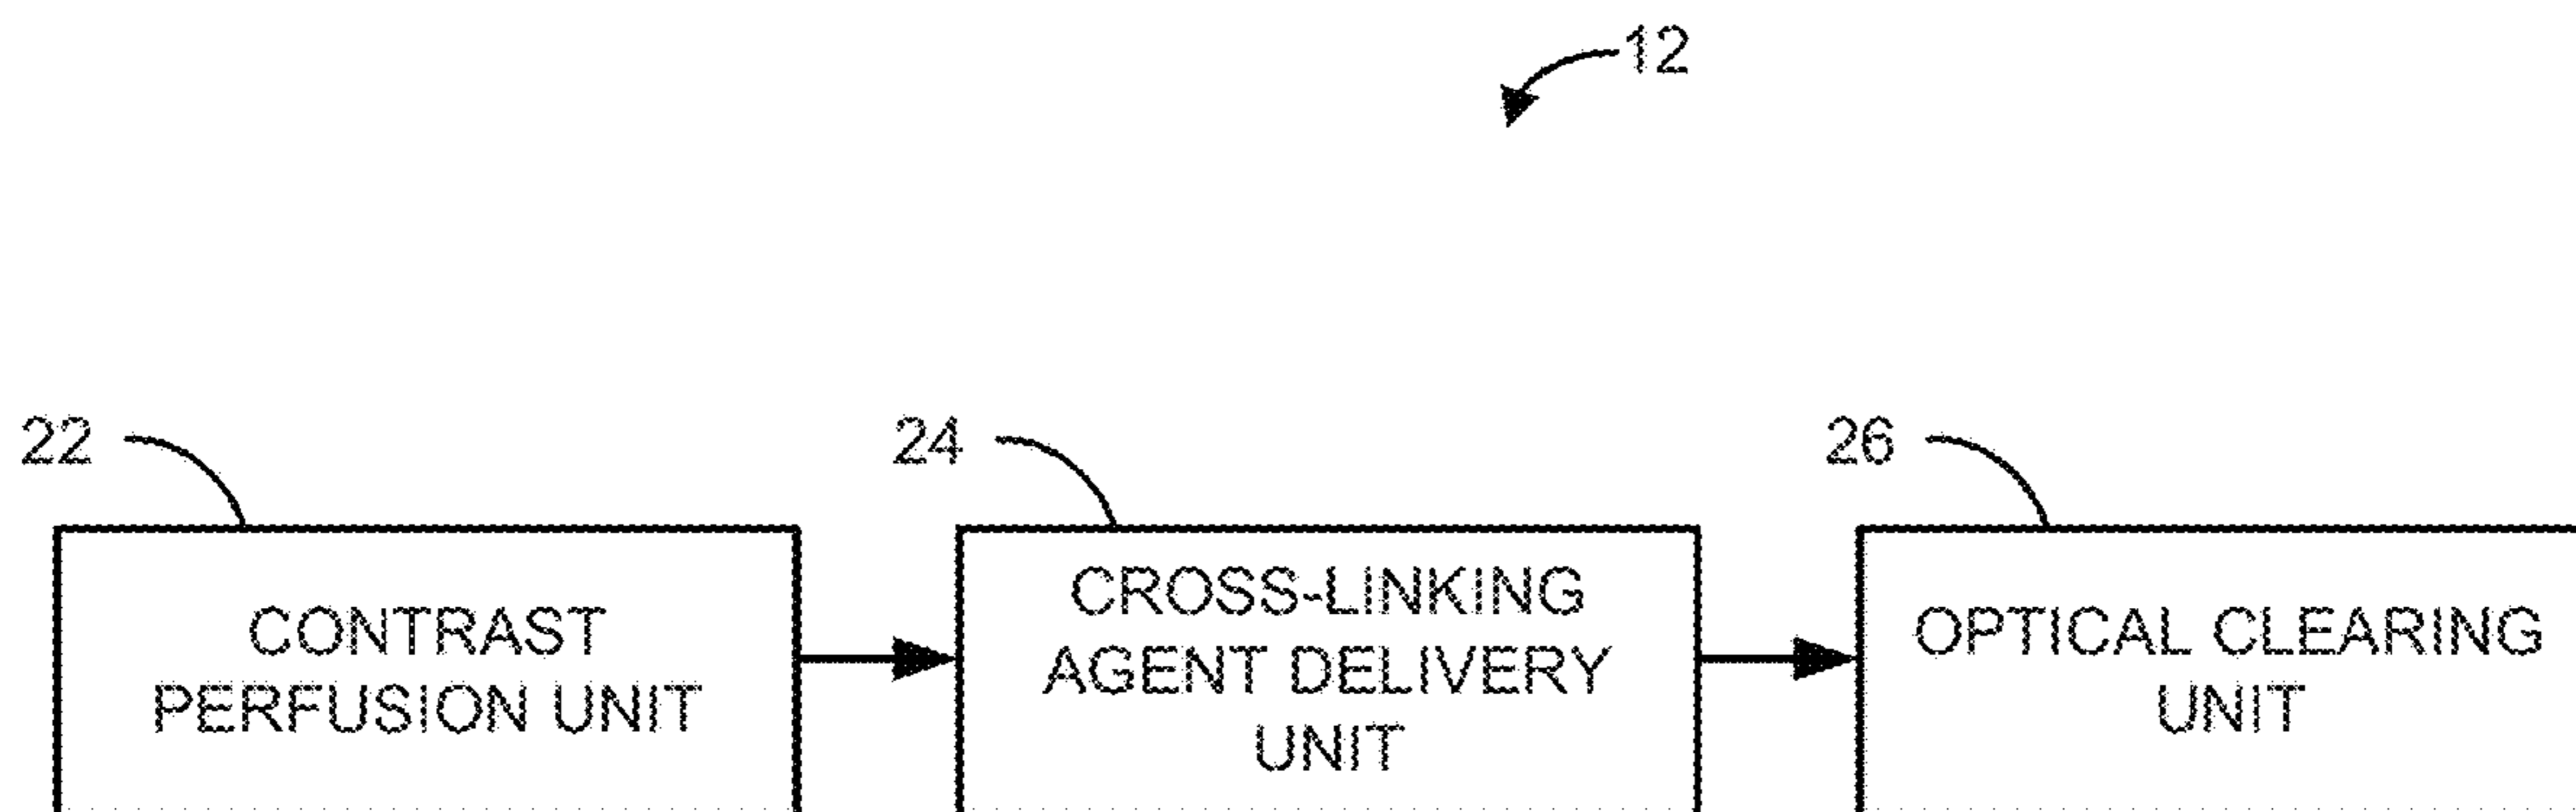 12
22
24
26
CONTRAST
PERFUSION UNIT
CROSS-LINKING
AGENT DELIVERY
UNIT
OPTICAL CLEARING
UNIT